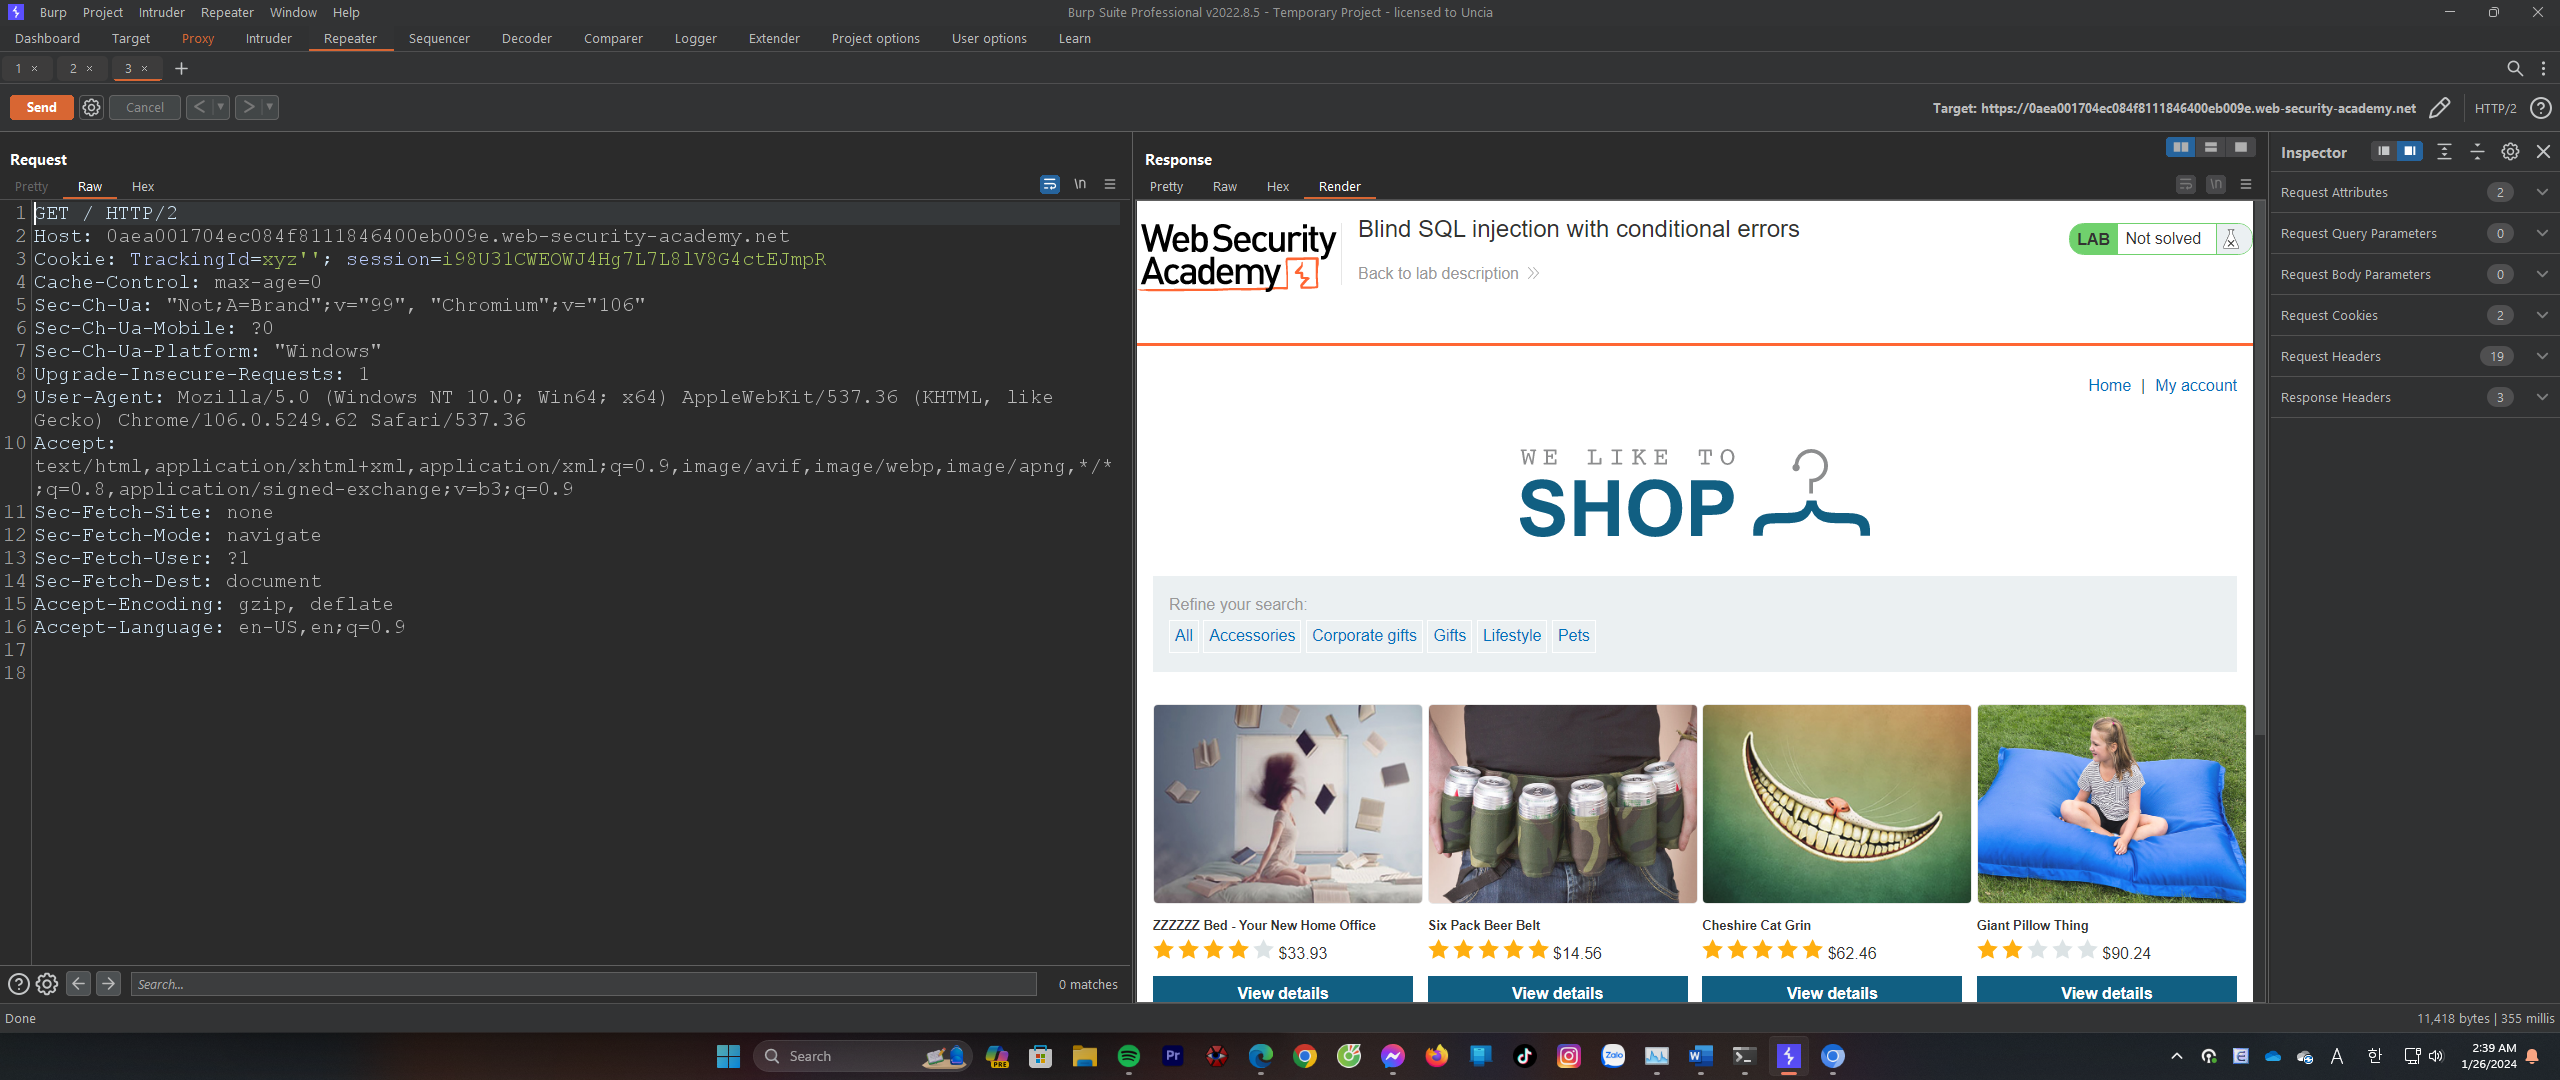 Burp Project Intruder Repeater Window Help
Burp Suite Professional v2022.8.5 - Temporary Project - licensed to Uncia
Dashboard Target Proxy Intruder Repeater Sequencer Decoder Comparer Logger Extender Project options User options Learn
1 × 2 × 3 × +
Send Cancel < >
Target: https://0aea001704ec084f8111846400eb009e.web-security-academy.net HTTP/2
Request
Pretty Raw Hex \n
1 GET / HTTP/2
2 Host: 0aea001704ec084f8111846400eb009e.web-security-academy.net
3 Cookie: TrackingId=xyz''; session=i98U31CWEOWJ4Hg7L7L8lV8G4ctEJmpR
4 Cache-Control: max-age=0
5 Sec-Ch-Ua: "Not;A=Brand";v="99", "Chromium";v="106"
6 Sec-Ch-Ua-Mobile: ?0
7 Sec-Ch-Ua-Platform: "Windows"
8 Upgrade-Insecure-Requests: 1
9 User-Agent: Mozilla/5.0 (Windows NT 10.0; Win64; x64) AppleWebKit/537.36 (KHTML, like
Gecko) Chrome/106.0.5249.62 Safari/537.36
10 Accept:
text/html,application/xhtml+xml,application/xml;q=0.9,image/avif,image/webp,image/apng,*/*
;q=0.8,application/signed-exchange;v=b3;q=0.9
11 Sec-Fetch-Site: none
12 Sec-Fetch-Mode: navigate
13 Sec-Fetch-User: ?1
14 Sec-Fetch-Dest: document
15 Accept-Encoding: gzip, deflate
16 Accept-Language: en-US,en;q=0.9
17
18
Search...
0 matches
Response
Pretty Raw Hex Render \n
WebSecurity
Academy
Blind SQL injection with conditional errors
Back to lab description
LAB Not solved
Home | My account
WE LIKE TO
SHOP
Refine your search:
All Accessories Corporate gifts Gifts Lifestyle Pets
ZZZZZZ Bed - Your New Home Office
$33.93
View details
Six Pack Beer Belt
$14.56
View details
Cheshire Cat Grin
$62.46
View details
Giant Pillow Thing
$90.24
View details
Inspector
Request Attributes 2
Request Query Parameters 0
Request Body Parameters 0
Request Cookies 2
Request Headers 19
Response Headers 3
Done
11,418 bytes | 355 millis
Search
PRE
Pr
Zalo
A
한
2:39 AM
1/26/2024